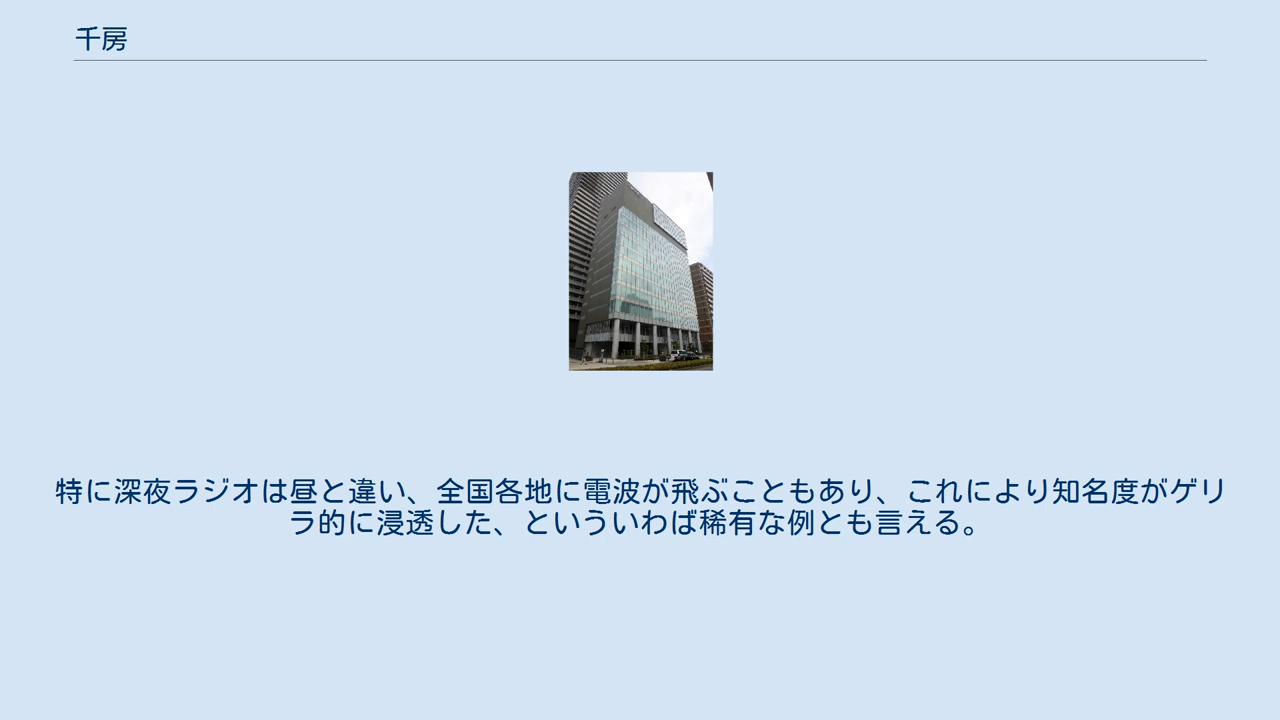 千房
特に深夜ラジオは昼と違い、全国各地に電波が飛ぶこともあり、これにより知名度がゲリ
ラ的に浸透した、といういわば稀有な例とも言える。